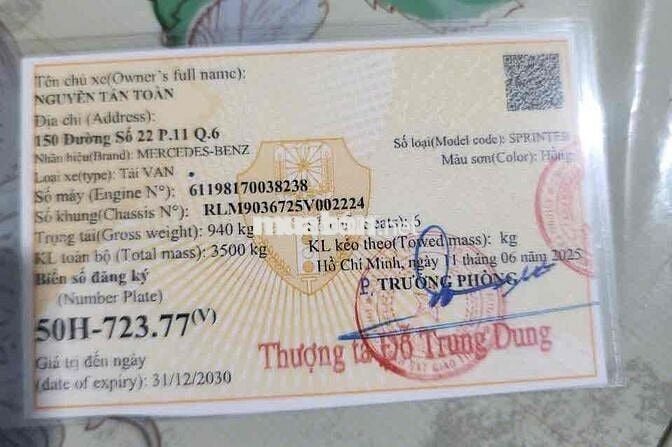 Tên chủ xe(Owner's full name):
NGUYỄN TẤN TOÀN
Địa chỉ (Address):
150 Đường Số 22 P.11 Q.6
Nhãn hiệu(Brand): MERCEDES-BENZ
Số loại(Model code): SPRINTER
Loại xe(type): Tải VAN
Màu sơn(Color): Hồng
Số máy (Engine N°): 61198170038238
Số khung(Chassis N°): RLM9036725V002224
Trọng tải(Gross weight): 940 kg
seats): 6
KL toàn bộ (Total mass): 3500 kg
KL kéo theo(Towed mass): kg
Hồ Chí Minh, ngày 11 tháng 06 năm 2025
Biển số đăng ký
P. TRƯỞNG PHÒNG
(Number Plate)
50H-723.77(V)
Thượng tá Đỗ Trung Dung
Giá trị đến ngày
(date of expiry): 31/12/2030